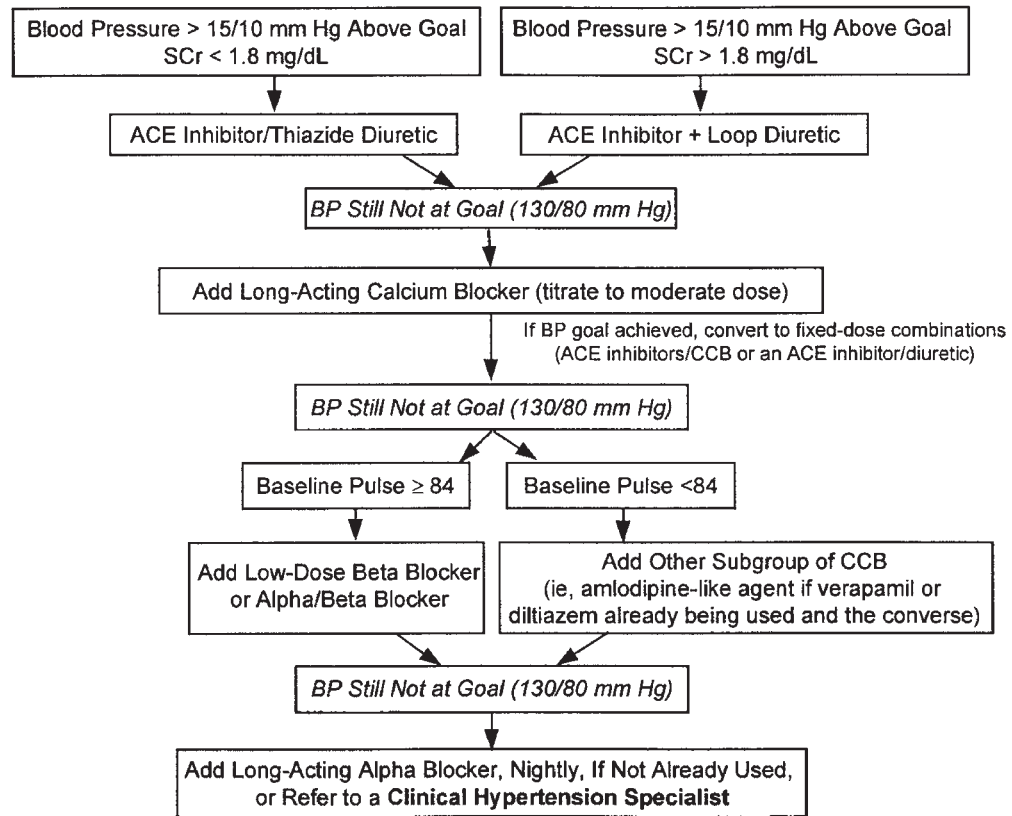 Blood Pressure > 15/10 mm Hg Above Goal
SCr < 1.8 mg/dL
Blood Pressure > 15/10 mm Hg Above Goal
SCr > 1.8 mg/dL
ACE Inhibitor/Thiazide Diuretic
ACE Inhibitor + Loop Diuretic
BP Still Not at Goal (130/80 mm Hg)
Add Long-Acting Calcium Blocker (titrate to moderate dose)
If BP goal achieved, convert to fixed-dose combinations
(ACE inhibitors/CCB or an ACE inhibitor/diuretic)
BP Still Not at Goal (130/80 mm Hg)
Baseline Pulse ≥ 84
Baseline Pulse <84
Add Low-Dose Beta Blocker
or Alpha/Beta Blocker
Add Other Subgroup of CCB
(ie, amlodipine-like agent if verapamil or
diltiazem already being used and the converse)
BP Still Not at Goal (130/80 mm Hg)
Add Long-Acting Alpha Blocker, Nightly, If Not Already Used,
or Refer to a Clinical Hypertension Specialist